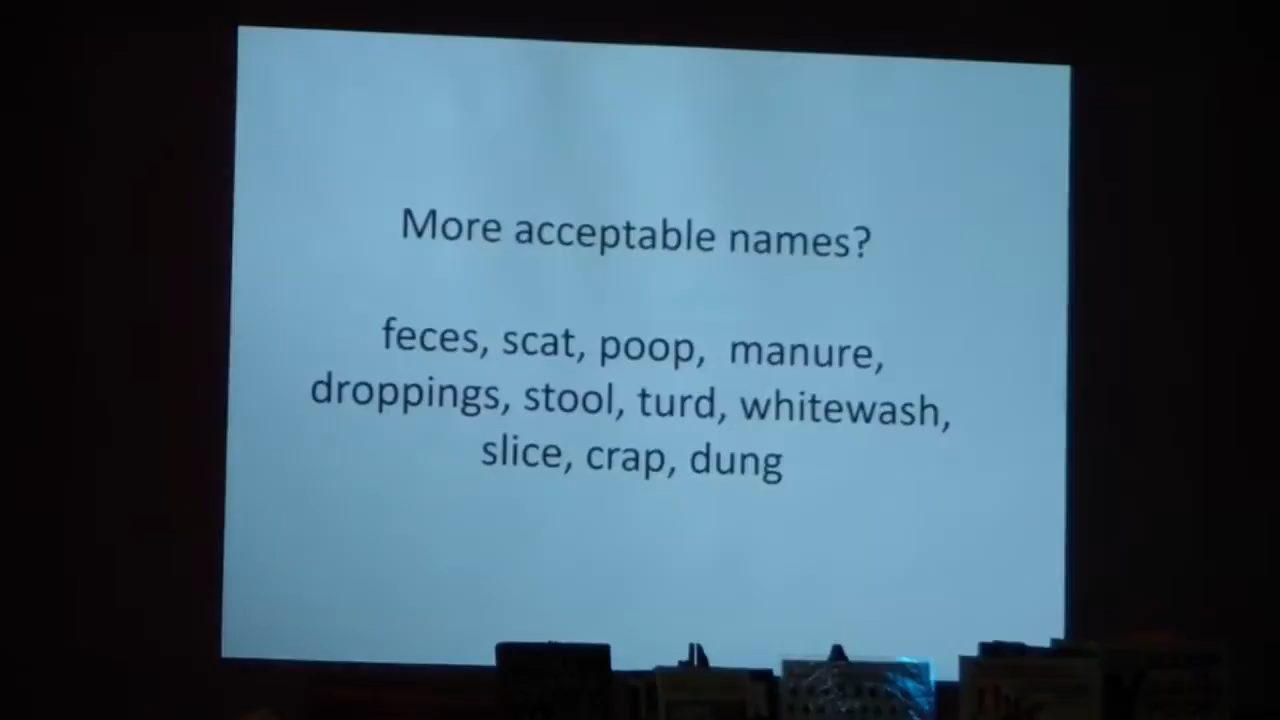 More acceptable names?
feces, scat, poop, manure,
droppings, stool, turd, whitewash,
slice, crap, dung